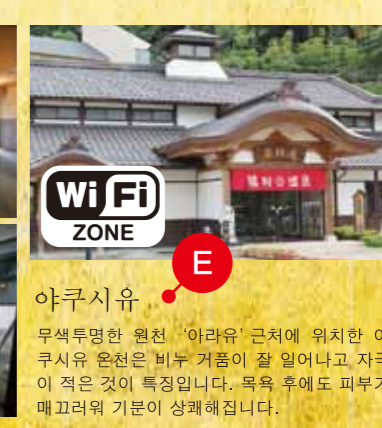 Wi Fi
ZONE
E
야쿠시유
무색투명한 원천 ‘아라유’ 근처에 위치한
쿠시유 온천은 비누 거품이 잘 일어나고
이 적은 것이 특징입니다. 목욕 후에도
매끄러워 기분이 상쾌해집니다.